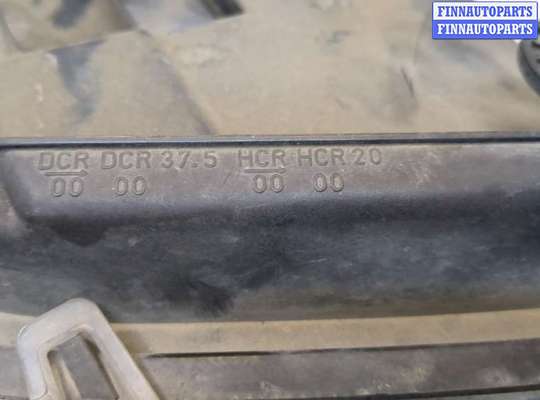 FINNAUTOPARTS
FINNAUTOPARTS
DCR DCR 37.5 HCR HCR 20
00 00 00 00